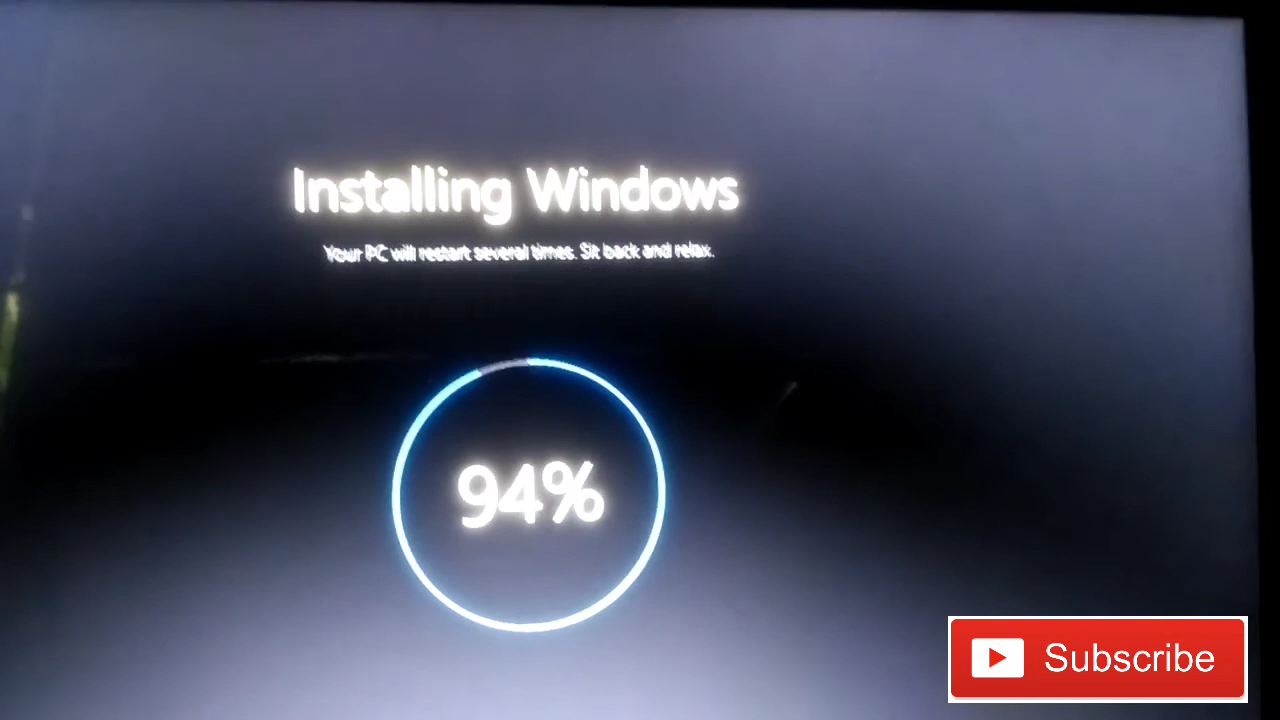 Installing Windows
Your PC will restart several times. Sit back and relax.
94%
Subscribe